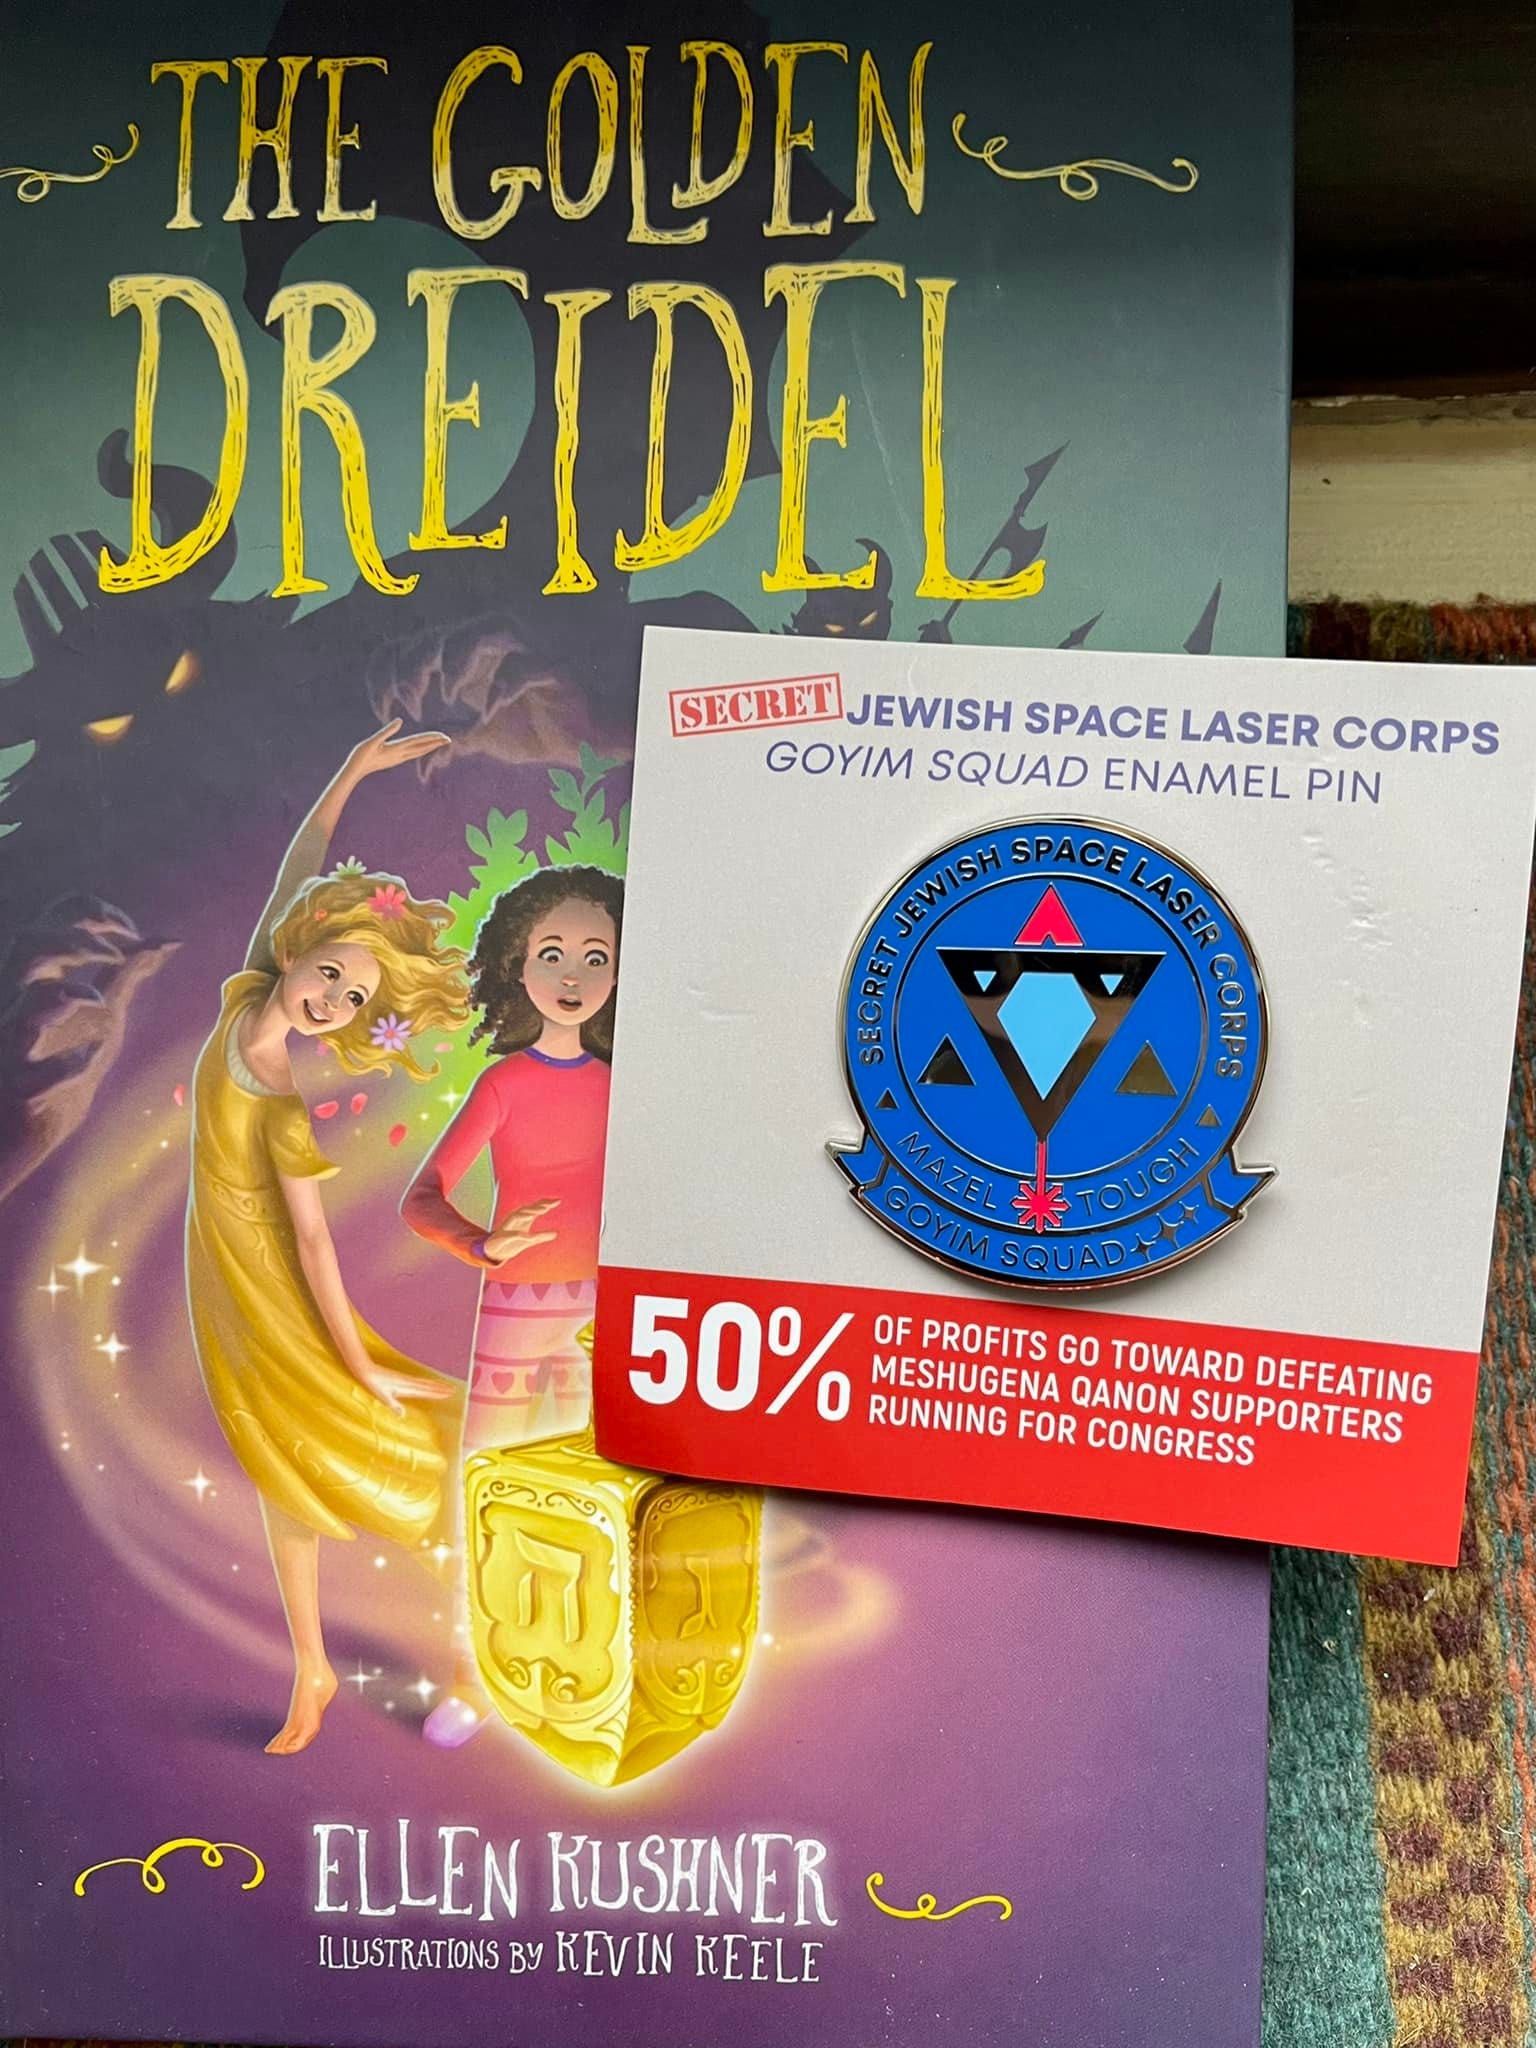 THE GOLDEN
DREIDEL
SECRET JEWISH SPACE LASER CORPS
GOYIM SQUAD ENAMEL PIN
SECRET JEWISH SPACE LASER CORPS
MAZEL TOUGH
GOYIM SQUAD
50% OF PROFITS GO TOWARD DEFEATING
MESHUGENA QANON SUPPORTERS
RUNNING FOR CONGRESS
ה ג
ELLEN KUSHNER
ILLUSTRATIONS BY KEVIN KEELE